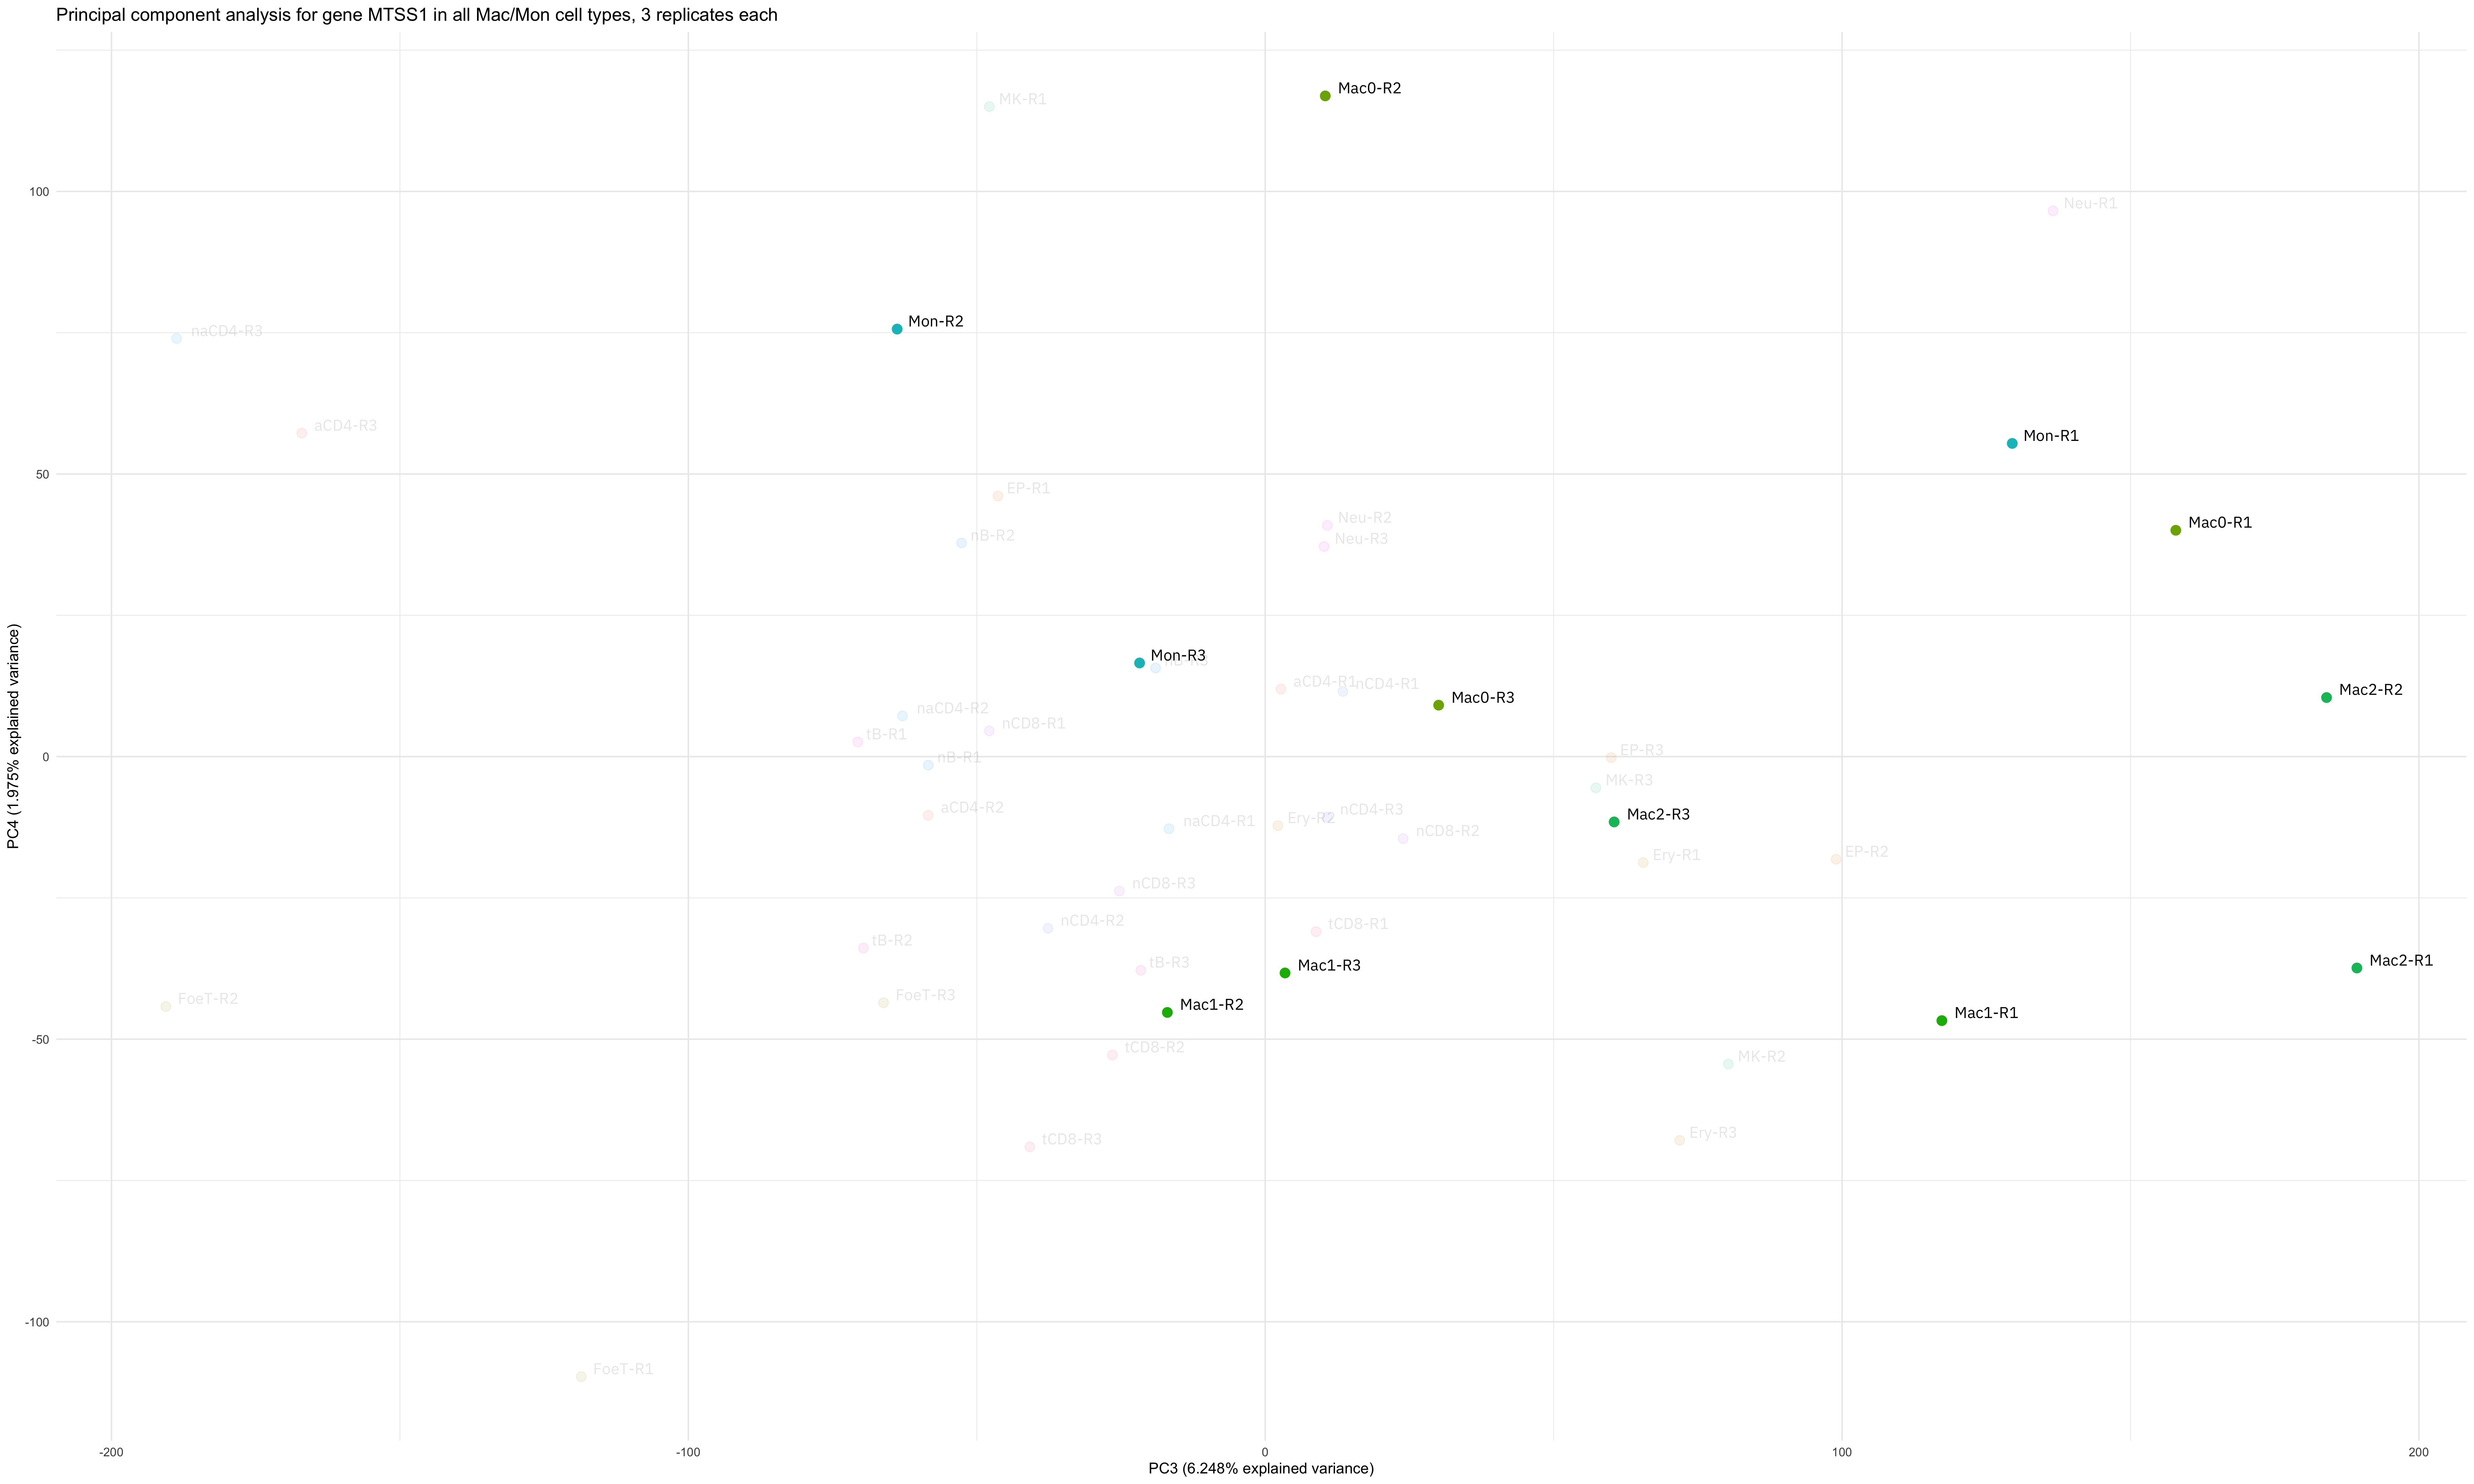 Principal component analysis for gene MTSS1 in all Mac/Mon cell types, 3 replicates each
Mac0-R2
MK-R1
100
Neu-R1
Mon-R2
naCD4-R3
aCD4-R3
Mon-R1
50
EP-R1
Neu-R2
Mac0-R1
nB-R2
Neu-R3
Mon-R3
aCD4-R1
nCD4-R1
Mac2-R2
Mac0-R3
naCD4-R2
nCD8-R1
tB-R1
EP-R3
0
nB-R1
MK-R3
aCD4-R2
nCD4-R3
Mac2-R3
Ery-R2
naCD4-R1
nCD8-R2
EP-R2
Ery-R1
nCD8-R3
nCD4-R2
tCD8-R1
tB-R2
Mac2-R1
tB-R3
Mac1-R3
FoeT-R3
FoeT-R2
Mac1-R2
Mac1-R1
-50
tCD8-R2
MK-R2
Ery-R3
tCD8-R3
-100
FoeT-R1
-200
-100
0
100
200
PC3 (6.248% explained variance)
PC4 (1.975% explained variance)